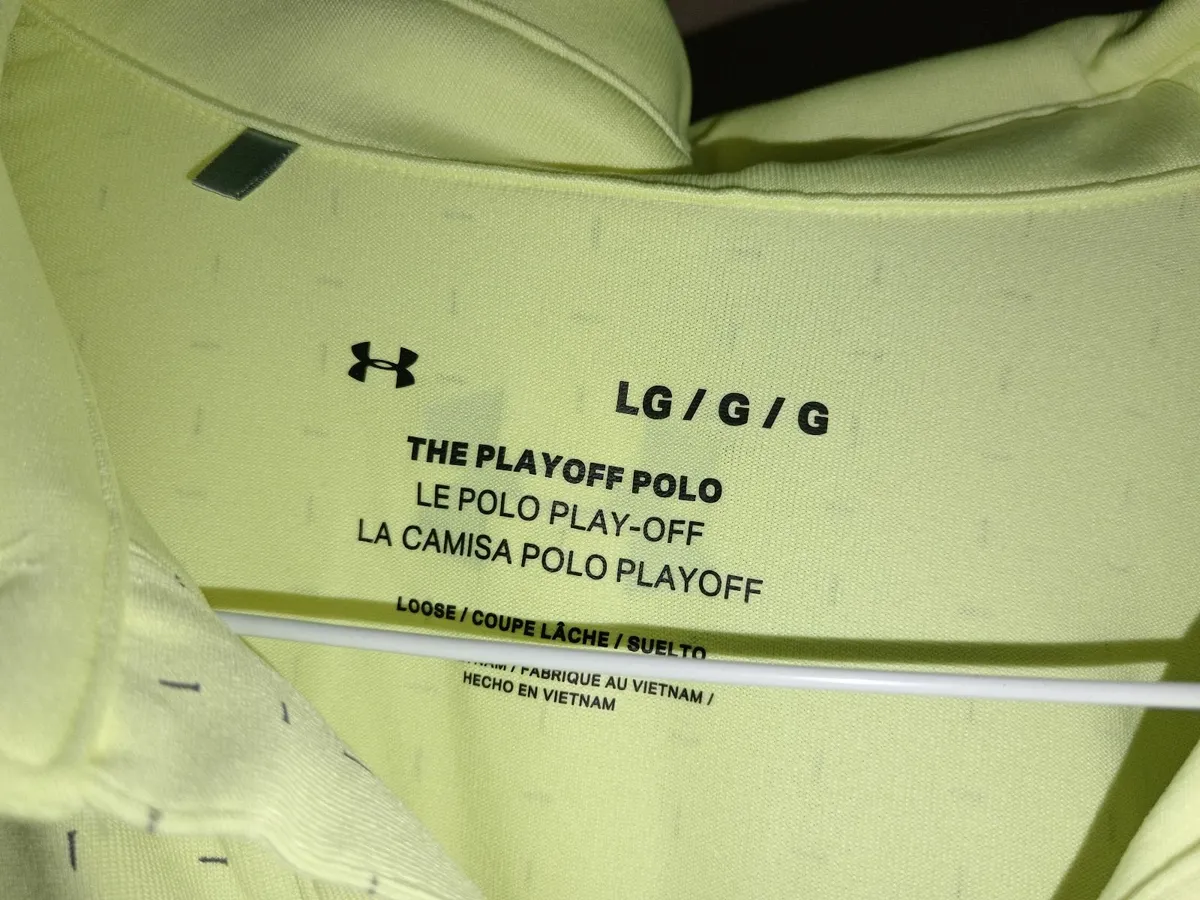 LG / G / G
THE PLAYOFF POLO
LE POLO PLAY-OFF
LA CAMISA POLO PLAYOFF
LOOSE / COUPE LÂCHE / SUELTO
/ FABRIQUE AU VIETNAM /
HECHO EN VIETNAM